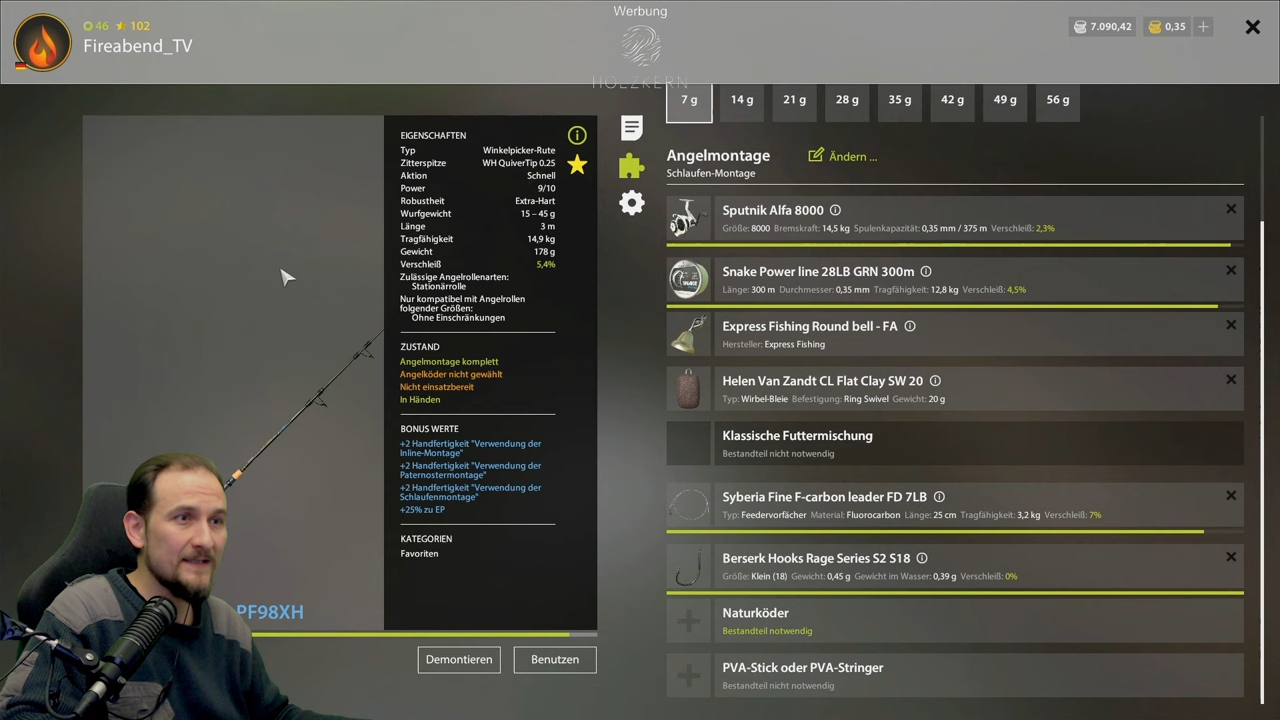 Werbung
46 102
Fireabend_TV
HOLZKERN
7.090,42
0,35
7 g
14 g
21 g
28 g
35 g
42 g
49 g
56 g
EIGENSCHAFTEN
Typ Winkelpicker-Rute
Zitterspitze WH QuiverTip 0.25
Aktion Schnell
Power 9/10
Robustheit Extra-Hart
Wurfgewicht 15 – 45 g
Länge 3 m
Tragfähigkeit 14,9 kg
Gewicht 178 g
Verschleiß 5,4%
Zulässige Angelrollenarten:
Stationärrolle
Nur kompatibel mit Angelrollen
folgender Größen:
Ohne Einschränkungen
ZUSTAND
Angelmontage komplett
Angelköder nicht gewählt
Nicht einsatzbereit
In Händen
BONUS WERTE
+2 Handfertigkeit "Verwendung der
Inline-Montage"
+2 Handfertigkeit "Verwendung der
Paternostermontage"
+2 Handfertigkeit "Verwendung der
Schlaufenmontage"
+25% zu EP
KATEGORIEN
Favoriten
PF98XH
Demontieren
Benutzen
Angelmontage
Ändern ...
Schlaufen-Montage
Sputnik Alfa 8000
Größe: 8000 Bremskraft: 14,5 kg Spulenkapazität: 0,35 mm / 375 m Verschleiß: 2,3%
Snake Power line 28LB GRN 300m
Länge: 300 m Durchmesser: 0,35 mm Tragfähigkeit: 12,8 kg Verschleiß: 4,5%
Express Fishing Round bell - FA
Hersteller: Express Fishing
Helen Van Zandt CL Flat Clay SW 20
Typ: Wirbel-Bleie Befestigung: Ring Swivel Gewicht: 20 g
Klassische Futtermischung
Bestandteil nicht notwendig
Syberia Fine F-carbon leader FD 7LB
Typ: Feedervorfächer Material: Fluorocarbon Länge: 25 cm Tragfähigkeit: 3,2 kg Verschleiß: 7%
Berserk Hooks Rage Series S2 S18
Größe: Klein (18) Gewicht: 0,45 g Gewicht im Wasser: 0,39 g Verschleiß: 0%
Naturköder
Bestandteil notwendig
PVA-Stick oder PVA-Stringer
Bestandteil nicht notwendig